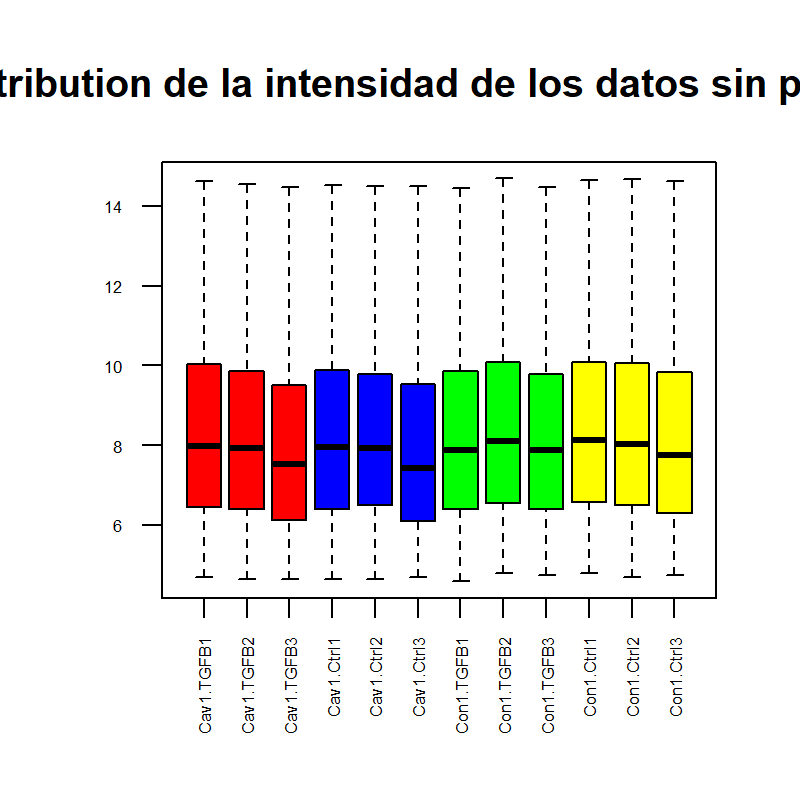 tribution de la intensidad de los datos sin p
14
12
10
8
6
Cav1.TGFB1
Cav1.TGFB2
Cav1.TGFB3
Cav1.Ctrl1
Cav1.Ctrl2
Cav1.Ctrl3
Con1.TGFB1
Con1.TGFB2
Con1.TGFB3
Con1.Ctrl1
Con1.Ctrl2
Con1.Ctrl3